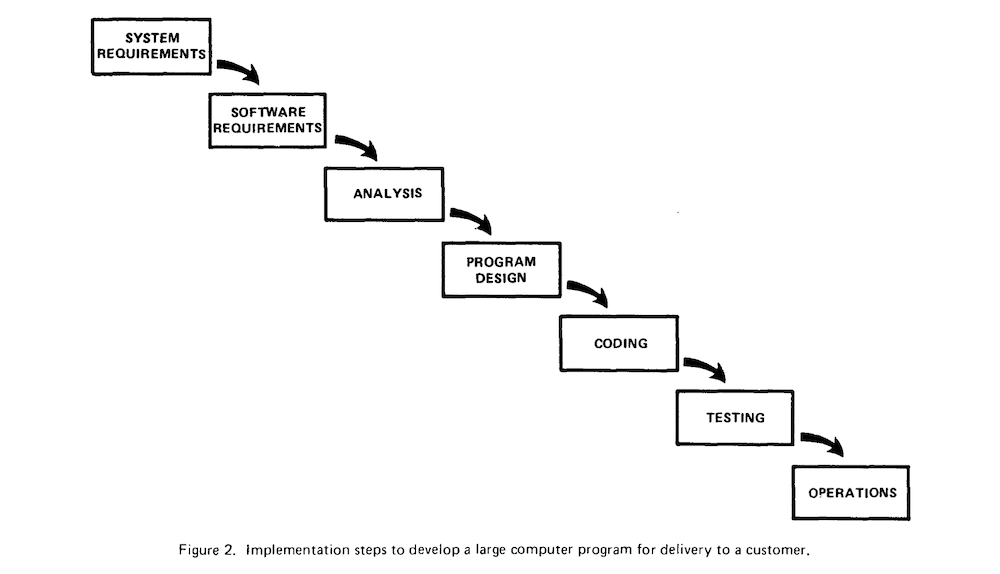 SYSTEM
REQUIREMENTS
SOFTWARE
REQUIREMENTS
ANALYSIS
PROGRAM
DESIGN
CODING
TESTING
OPERATIONS
Figure 2. Implementation steps to develop a large computer program for delivery to a customer.